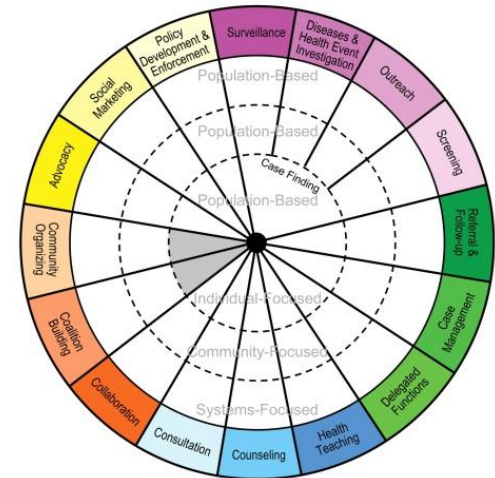 Surveillance
Diseases &
Health Event
Investigation
Outreach
Screening
Referral &
Follow-up
Case
Management
Delegated
Functions
Health
Teaching
Counseling
Consultation
Collaboration
Coalition
Building
Community
Organizing
Advocacy
Social
Marketing
Policy
Development &
Enforcement
Population-Based
Population-Based
Case Finding
Population-Based
Individual-Focused
Community-Focused
Systems-Focused